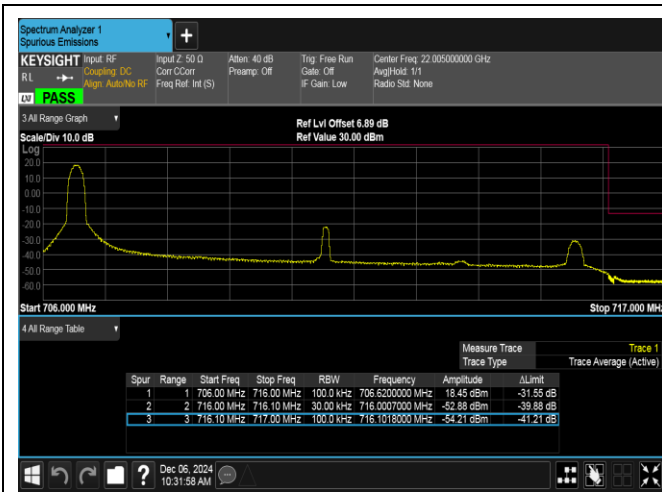 Spectrum Analyzer 1
Spurious Emissions
+
KEYSIGHT Input: RF Input Z: 50 Ω Atten: 40 dB Trig: Free Run Center Freq: 22.005000000 GHz
RL Coupling: DC Corr CCorr Preamp: Off Gate: Off Avg|Hold: 1/1
Align: Auto/No RF Freq Ref: Int (S) IF Gain: Low Radio Std: None
LXI PASS
3 All Range Graph
Ref Lvl Offset 6.89 dB
Scale/Div 10.0 dB Ref Value 30.00 dBm
Log
20.0
10.0
0.00
-10.0
-20.0
-30.0
-40.0
-50.0
-60.0
Start 706.000 MHz Stop 717.000 MHz
4 All Range Table
Measure Trace Trace 1
Trace Type Trace Average (Active)
Spur Range Start Freq Stop Freq RBW Frequency Amplitude ΔLimit
1 1 706.00 MHz 716.00 MHz 100.0 kHz 706.6200000 MHz 18.45 dBm -31.55 dB
2 2 716.00 MHz 716.10 MHz 30.00 kHz 716.0007000 MHz -52.88 dBm -39.88 dB
3 3 716.10 MHz 717.00 MHz 100.0 kHz 716.1018000 MHz -54.21 dBm -41.21 dB
? Dec 06, 2024
10:31:58 AM